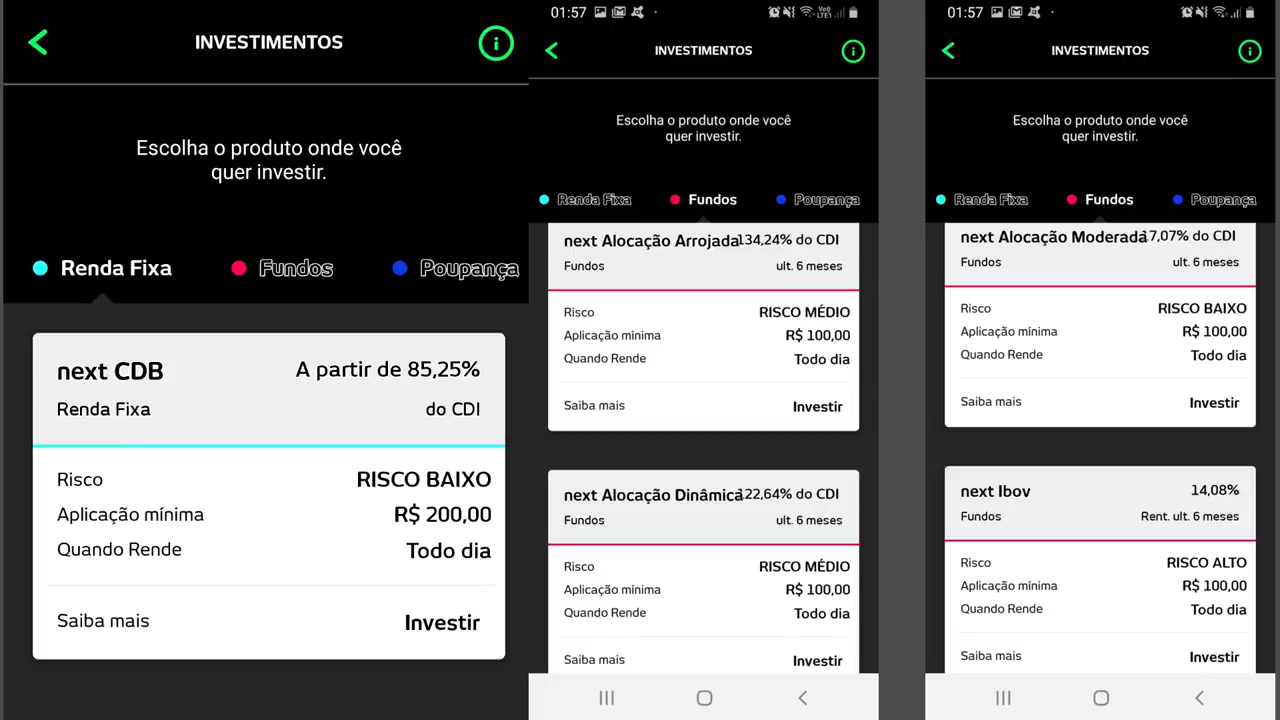 INVESTIMENTOS
Escolha o produto onde você
quer investir.
Renda Fixa
Fundos
Poupança
next CDB
A partir de 85,25%
Renda Fixa
do CDI
Risco
RISCO BAIXO
Aplicação mínima
R$ 200,00
Quando Rende
Todo dia
Saiba mais
Investir
01:57
INVESTIMENTOS
Escolha o produto onde você
quer investir.
Renda Fixa
Fundos
Poupança
next Alocação Arrojada
134,24% do CDI
Fundos
ult. 6 meses
Risco
RISCO MÉDIO
Aplicação mínima
R$ 100,00
Quando Rende
Todo dia
Saiba mais
Investir
next Alocação Dinâmica
22,64% do CDI
Fundos
ult. 6 meses
Risco
RISCO MÉDIO
Aplicação mínima
R$ 100,00
Quando Rende
Todo dia
Saiba mais
Investir
01:57
INVESTIMENTOS
Escolha o produto onde você
quer investir.
Renda Fixa
Fundos
Poupança
next Alocação Moderada
17,07% do CDI
Fundos
ult. 6 meses
Risco
RISCO BAIXO
Aplicação mínima
R$ 100,00
Quando Rende
Todo dia
Saiba mais
Investir
next Ibov
14,08%
Fundos
Rent. ult. 6 meses
Risco
RISCO ALTO
Aplicação mínima
R$ 100,00
Quando Rende
Todo dia
Saiba mais
Investir